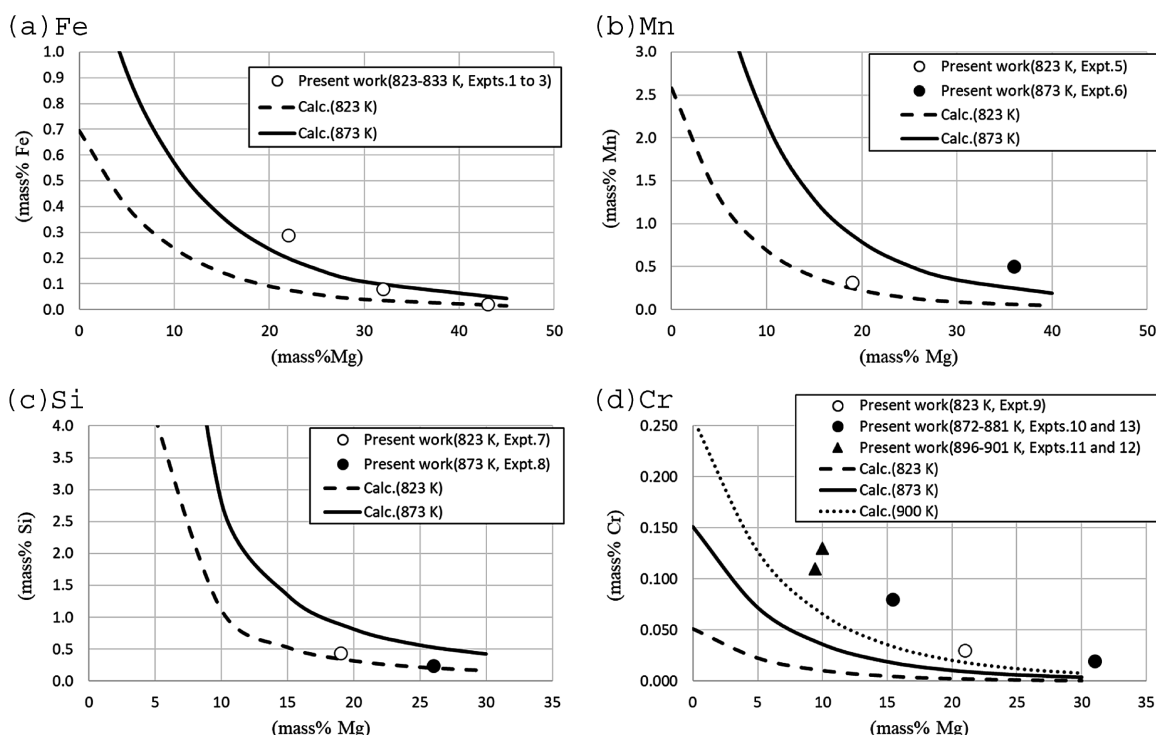 (a)Fe
(mass% Fe)
1.0
0.9
0.8
0.7
0.6
0.5
0.4
0.3
0.2
0.1
0.0
Present work(823-833 K, Expts.1 to 3)
Calc.(823 K)
Calc.(873 K)
0 10 20 30 40 50
(mass%Mg)
(b)Mn
(mass% Mn)
3.0
2.5
2.0
1.5
1.0
0.5
0.0
Present work(823 K, Expt.5)
Present work(873 K, Expt.6)
Calc.(823 K)
Calc.(873 K)
0 10 20 30 40 50
(mass% Mg)
(c)Si
(mass% Si)
4.0
3.5
3.0
2.5
2.0
1.5
1.0
0.5
0.0
Present work(823 K, Expt.7)
Present work(873 K, Expt.8)
Calc.(823 K)
Calc.(873 K)
0 5 10 15 20 25 30 35
(mass% Mg)
(d)Cr
(mass% Cr)
0.250
0.200
0.150
0.100
0.050
0.000
Present work(823 K, Expt.9)
Present work(872-881 K, Expts.10 and 13)
Present work(896-901 K, Expts.11 and 12)
Calc.(823 K)
Calc.(873 K)
Calc.(900 K)
0 5 10 15 20 25 30 35
(mass% Mg)